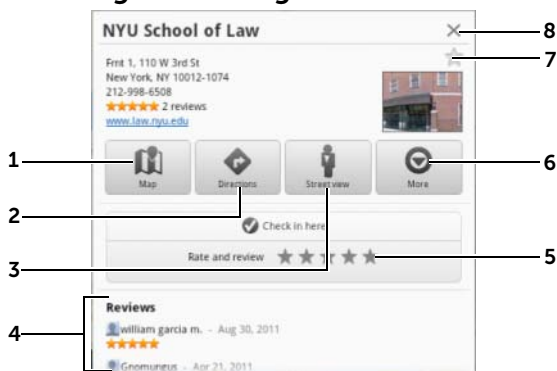 NYU School of Law
8
7
Frnt 1, 110 W 3rd St
New York, NY 10012-1074
212-998-6508
2 reviews
www.law.nyu.edu
1
Map
Directions
Street view
More
6
2
Check in here
3
Rate and review
5
4
Reviews
william garcia m. - Aug 30, 2011
Gnomuneus - Apr 21, 2011